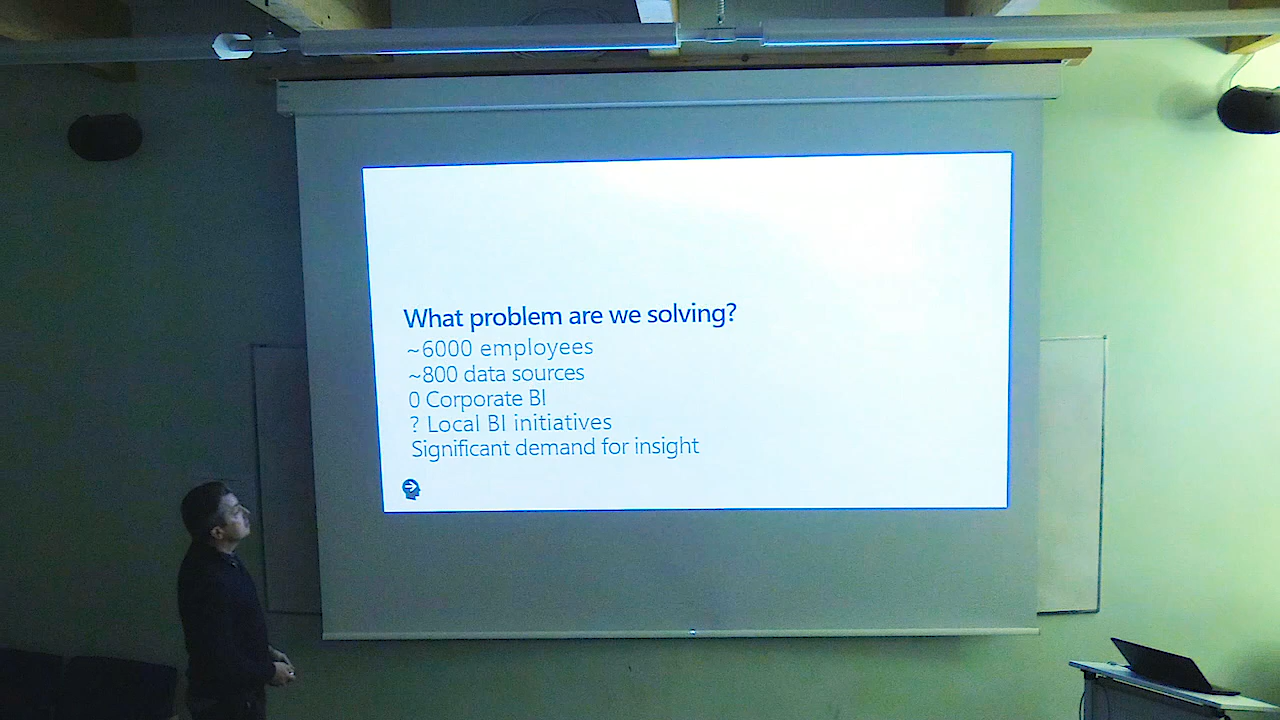 What problem are we solving?
~6000 employees
~800 data sources
0 Corporate BI
? Local BI initiatives
Significant demand for insight